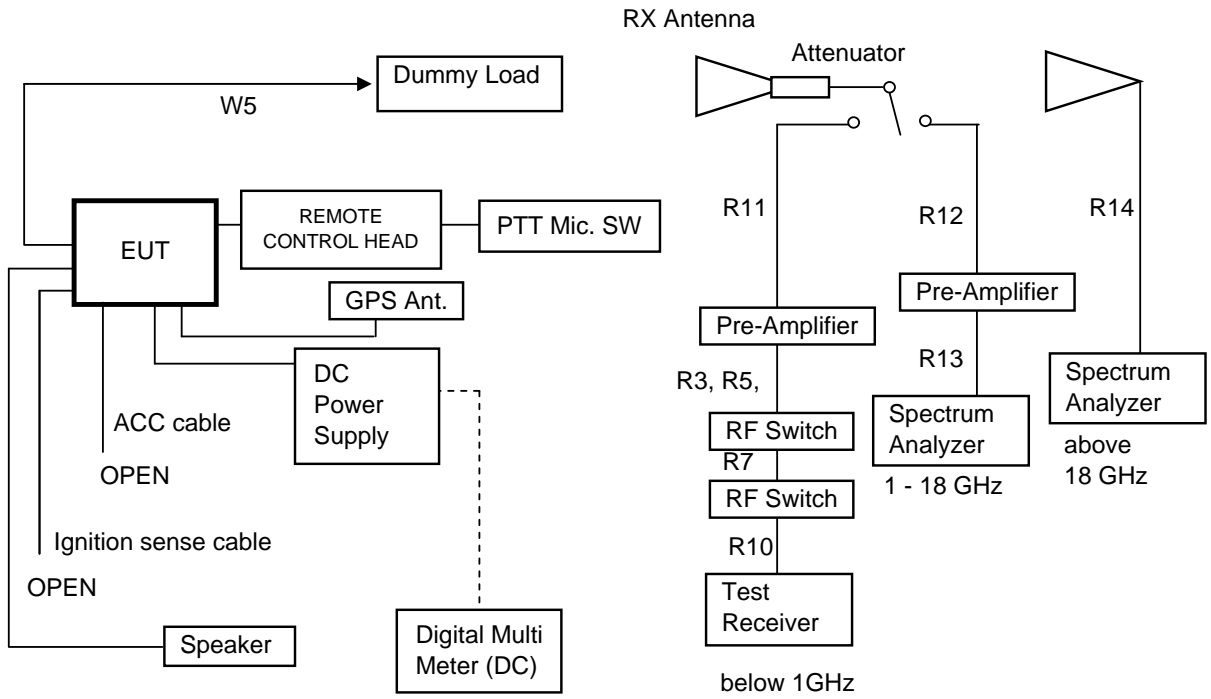 RX Antenna
Attenuator
Dummy Load
W5
R11
R12
R14
EUT
REMOTE
CONTROL HEAD
PTT Mic. SW
GPS Ant.
Pre-Amplifier
Pre-Amplifier
DC
Power
Supply
R3, R5,
R13
Spectrum
Analyzer
above
18 GHz
ACC cable
OPEN
RF Switch
R7
RF Switch
Spectrum
Analyzer
1 - 18 GHz
Ignition sense cable
OPEN
R10
Test
Receiver
below 1GHz
Speaker
Digital Multi
Meter (DC)